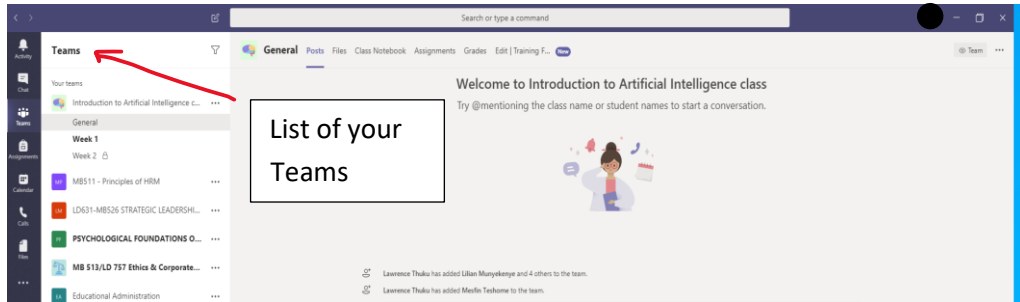 Search or type a command
Activity
Chat
Teams
Assignments
Calendar
Calls
Files
Teams
Your teams
Introduction to Artificial Intelligence c...
General
Week 1
Week 2
MP MB511 - Principles of HRM
LM LD631-MB526 STRATEGIC LEADERSHI...
PF PSYCHOLOGICAL FOUNDATIONS O...
MB 513/LD 757 Ethics & Corporate...
EA Educational Administration
General Posts Files Class Notebook Assignments Grades Edit | Training F... New
Team
Welcome to Introduction to Artificial Intelligence class
Try @mentioning the class name or student names to start a conversation.
List of your
Teams
Lawrence Thuku has added Lilian Munyekenye and 4 others to the team.
Lawrence Thuku has added Mesfin Teshome to the team.